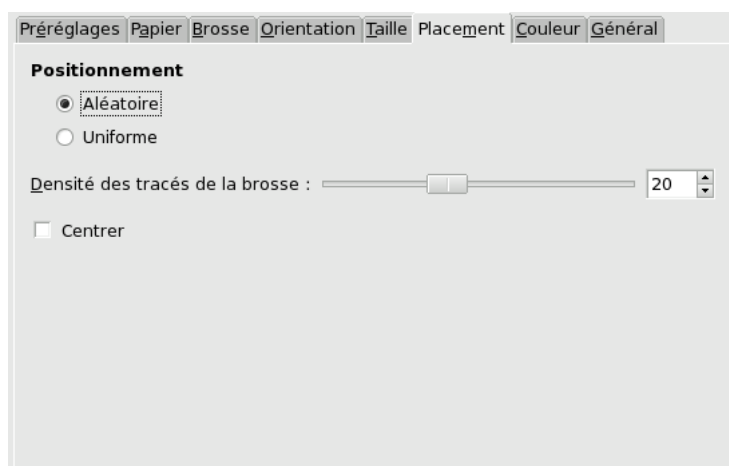 Préréglages Papier Brosse Orientation Taille Placement Couleur Général
Positionnement
Aléatoire
Uniforme
Densité des tracés de la brosse : 20
Centrer